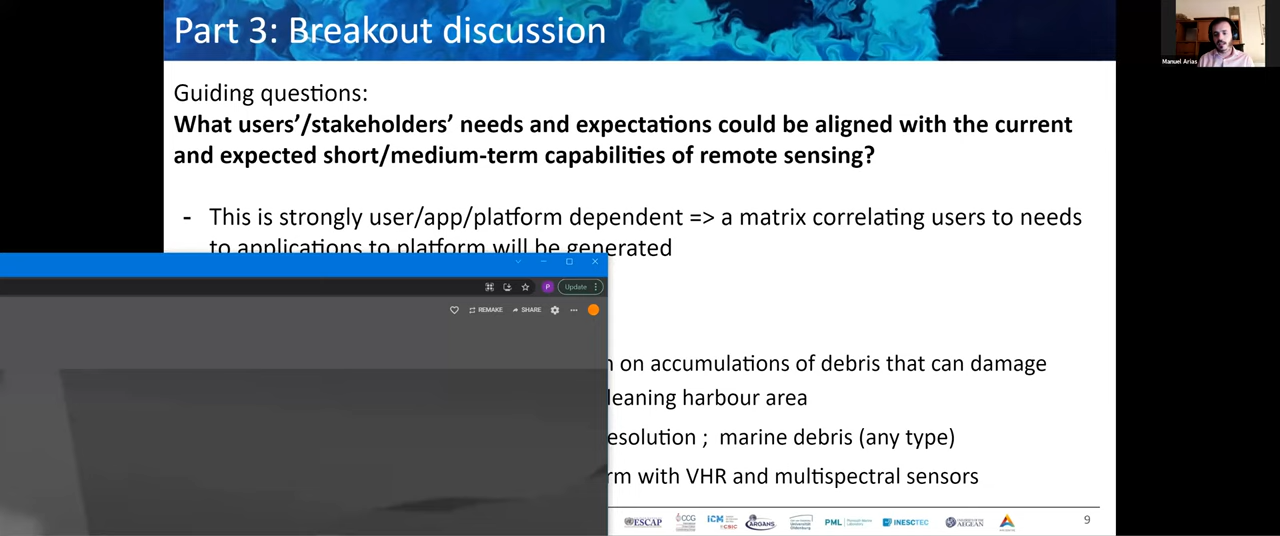 Part 3: Breakout discussion
Manuel Arias
Guiding questions:
What users'/stakeholders' needs and expectations could be aligned with the current
and expected short/medium-term capabilities of remote sensing?
- This is strongly user/app/platform dependent => a matrix correlating users to needs
to applications to platform will be generated
P Update
REMAKE SHARE
on accumulations of debris that can damage
leaning harbour area
esolution ; marine debris (any type)
rm with VHR and multispectral sensors
ESCAP CCG ICM CSIC ARGANS PML INESCTEC AEGEAN
9